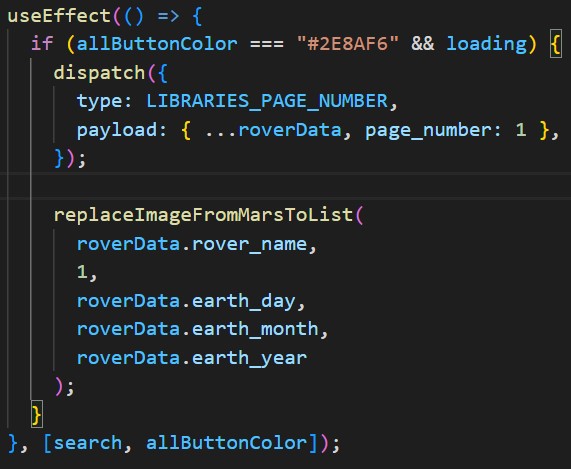 useEffect(() => {
  if (allButtonColor === "#2E8AF6" && loading) {
    dispatch({
      type: LIBRARIES_PAGE_NUMBER,
      payload: { ...roverData, page_number: 1 },
    });

    replaceImageFromMarsToList(
      roverData.rover_name,
      1,
      roverData.earth_day,
      roverData.earth_month,
      roverData.earth_year
    );
  }
}, [search, allButtonColor]);